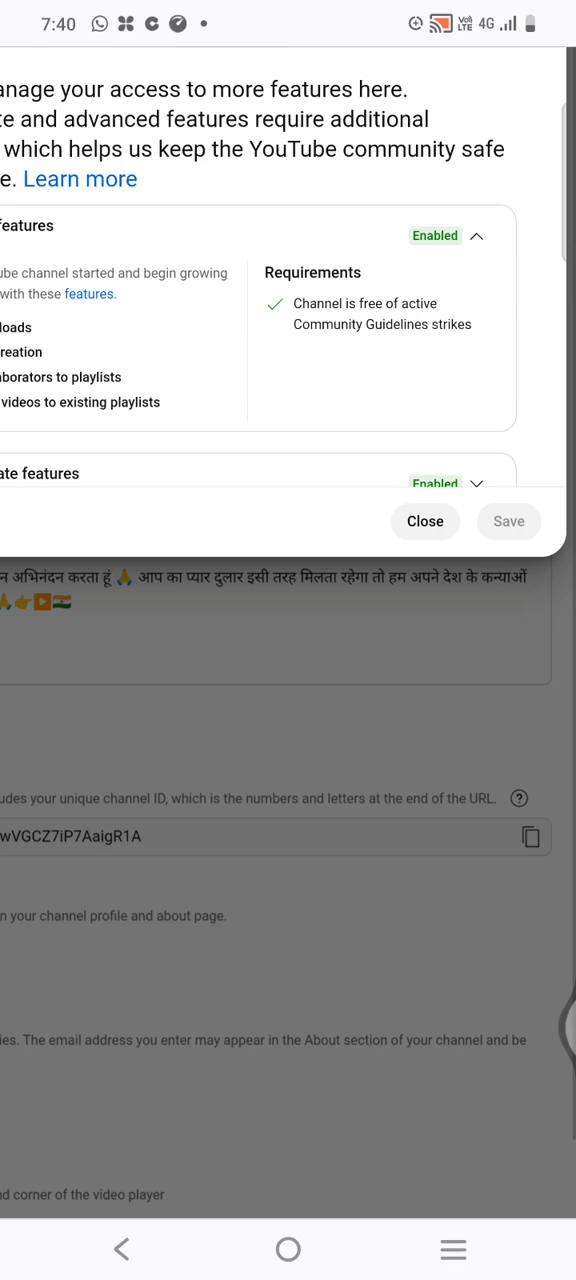 7:40
Vo)
LTE
4G
anage your access to more features here.
te and advanced features require additional
which helps us keep the YouTube community safe
e. Learn more
features
Enabled
ube channel started and begin growing
with these features.
Requirements
Channel is free of active
Community Guidelines strikes
loads
reation
aborators to playlists
videos to existing playlists
ate features
Enabled
Close
Save
न अभिनंदन करता हूं 🙏 आप का प्यार दुलार इसी तरह मिलता रहेगा तो हम अपने देश के कन्याओं
🙏👉▶️🇮🇳
udes your unique channel ID, which is the numbers and letters at the end of the URL.
?
wVGCZ7iP7AaigR1A
n your channel profile and about page.
ies. The email address you enter may appear in the About section of your channel and be
nd corner of the video player